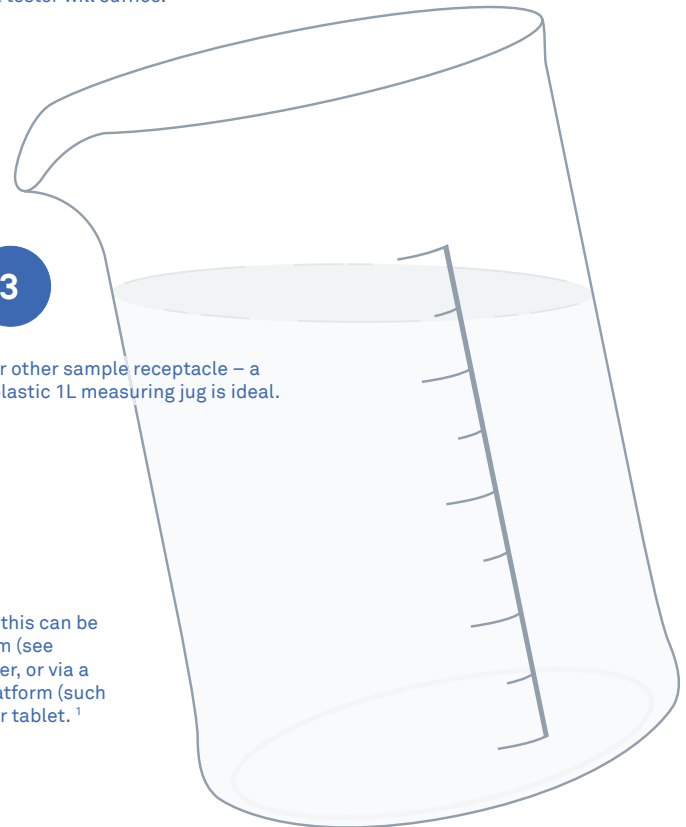 3
r other sample receptacle – a
lastic 1L measuring jug is ideal.
this can be
m (see
er, or via a
atform (such
r tablet. 1